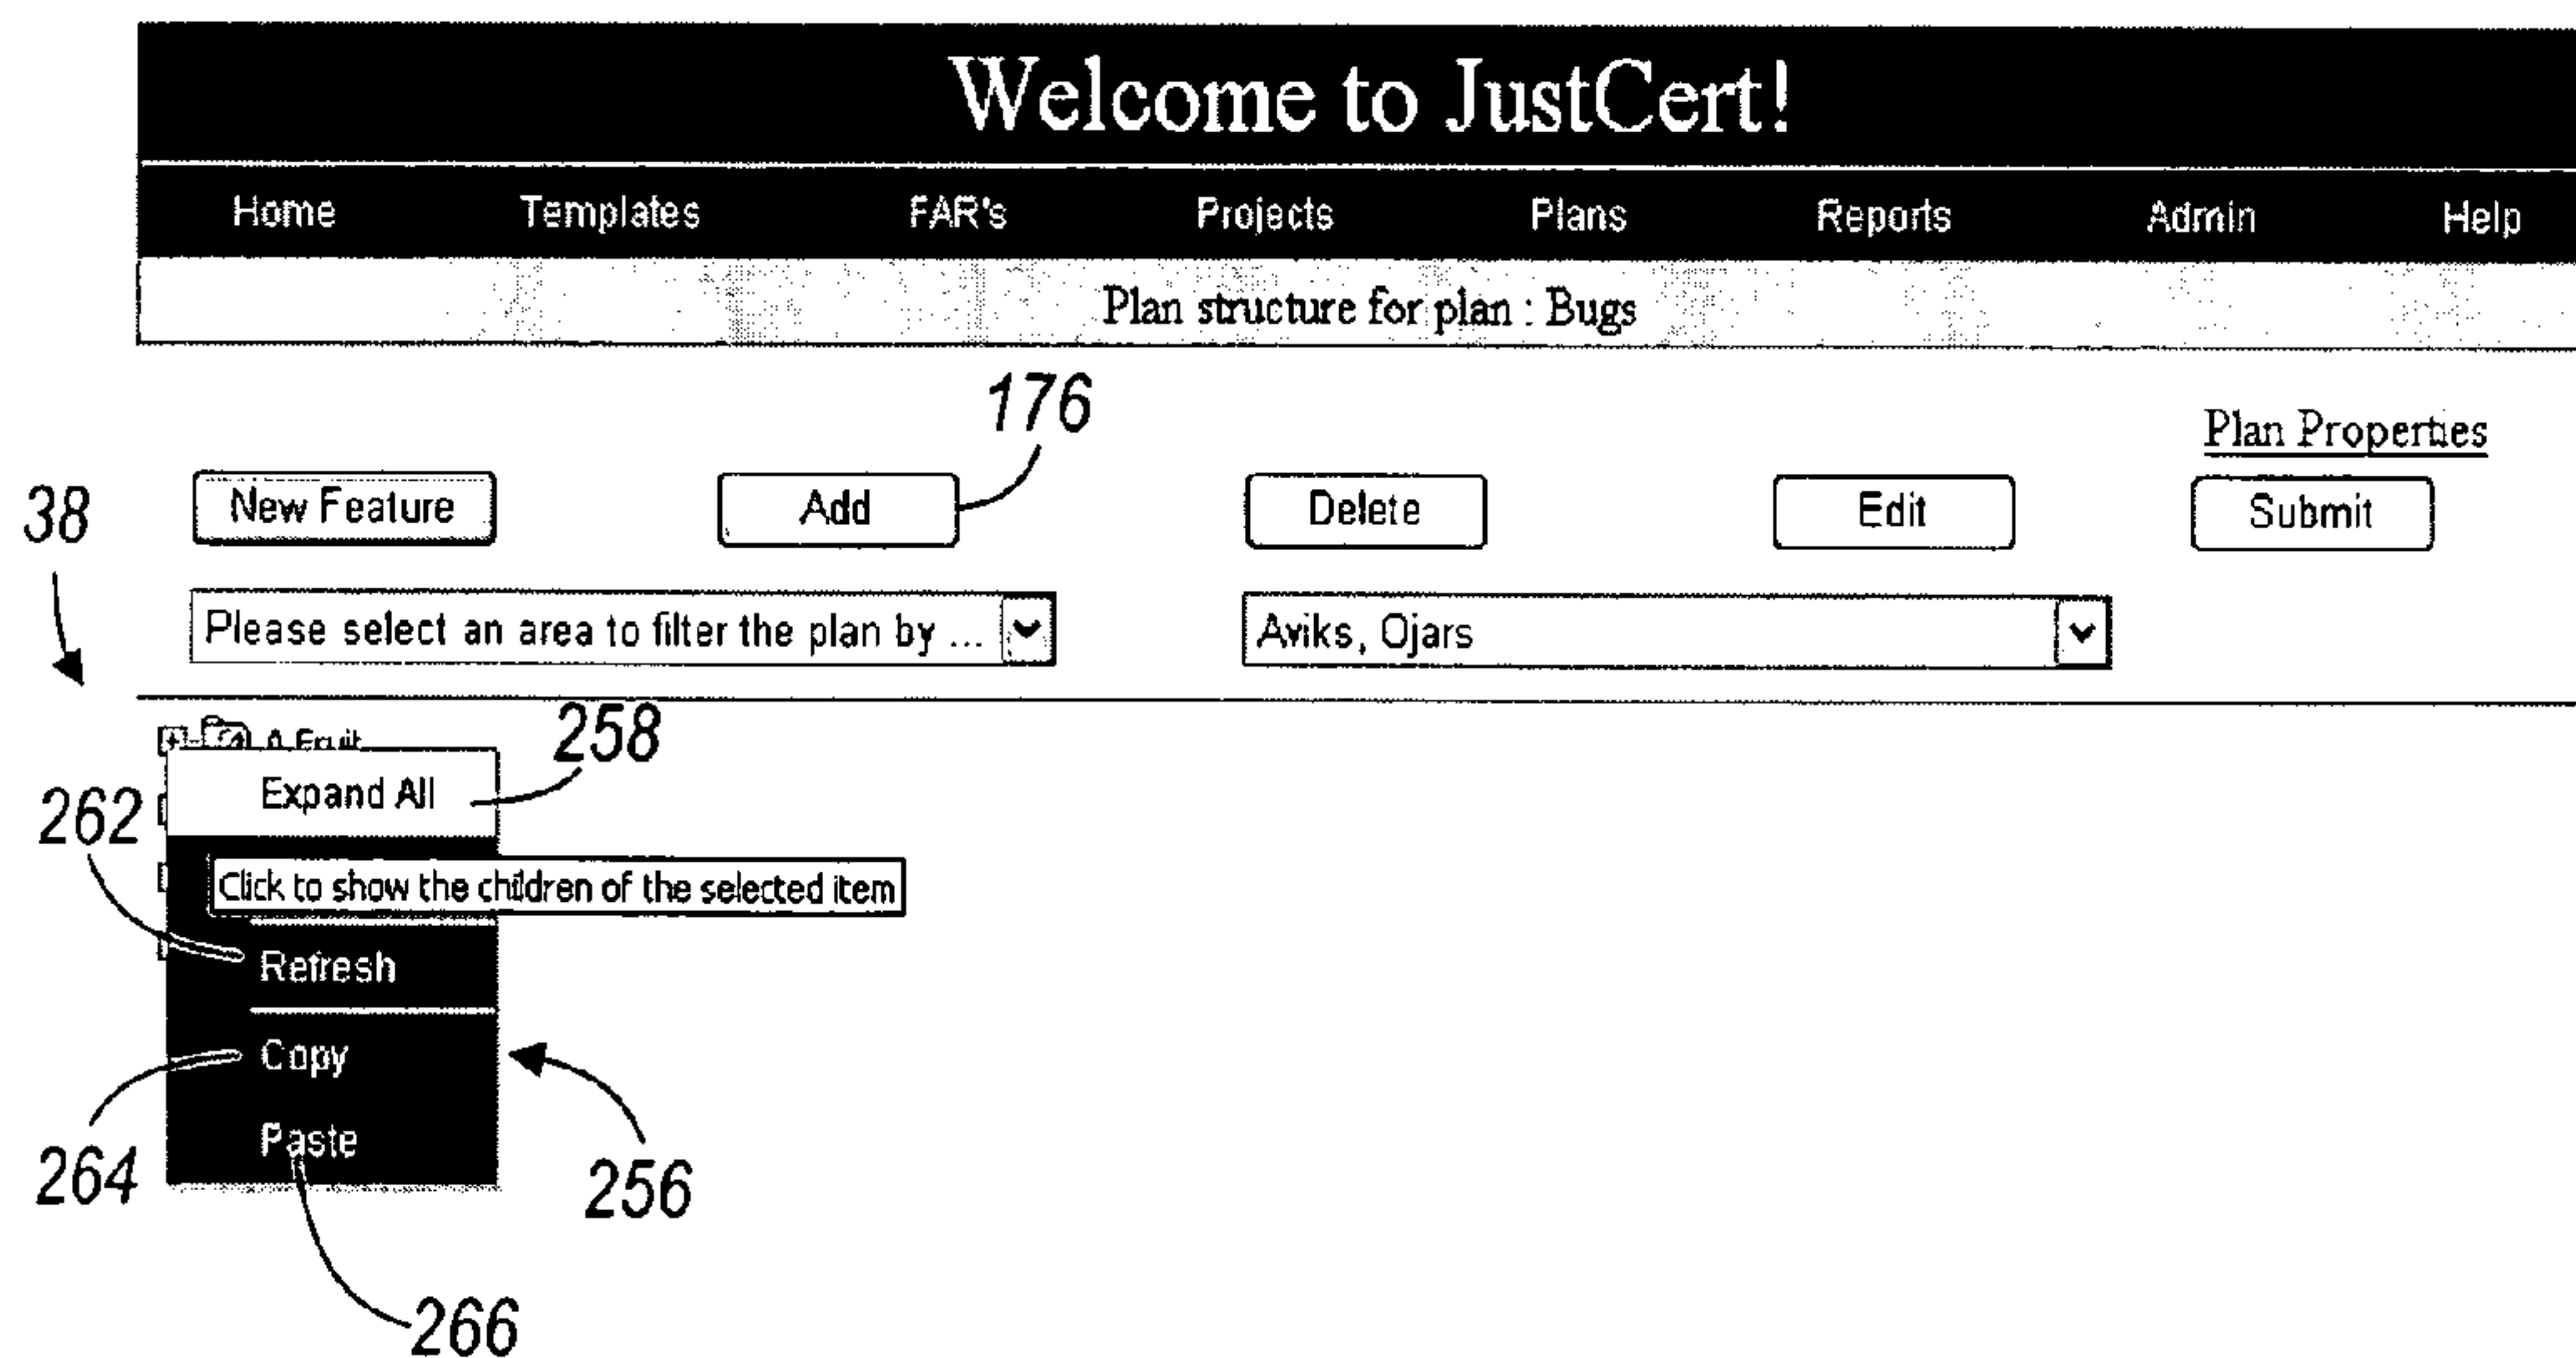 Welcome to JustCert!
Home Templates FAR's Projects Plans Reports Admin Help
Plan structure for plan : Bugs
176
Plan Properties
38
New Feature Add Delete Edit Submit
Please select an area to filter the plan by ... Aviks, Ojars
A Fruit
258
Expand All
262
Click to show the children of the selected item
Refresh
Copy
Paste
264
256
266